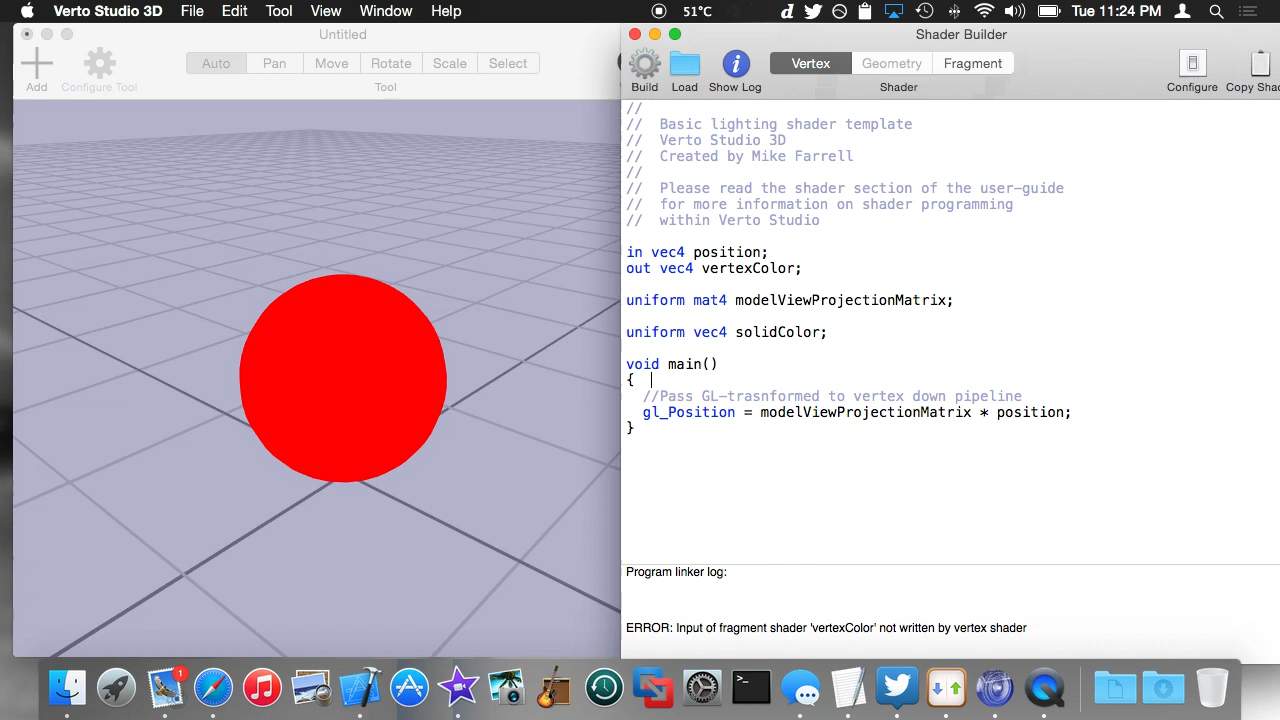 Verto Studio 3D File Edit Tool View Window Help 51°C Tue 11:24 PM
Untitled
Auto Pan Move Rotate Scale Select
Add Configure Tool Tool
Shader Builder
Vertex Geometry Fragment
Build Load Show Log Shader Configure Copy Shad
//
// Basic lighting shader template
// Verto Studio 3D
// Created by Mike Farrell
//
// Please read the shader section of the user-guide
// for more information on shader programming
// within Verto Studio
in vec4 position;
out vec4 vertexColor;
uniform mat4 modelViewProjectionMatrix;
uniform vec4 solidColor;
void main()
{
//Pass GL-trasnformed to vertex down pipeline
gl_Position = modelViewProjectionMatrix * position;
}
Program linker log:
ERROR: Input of fragment shader 'vertexColor' not written by vertex shader
1